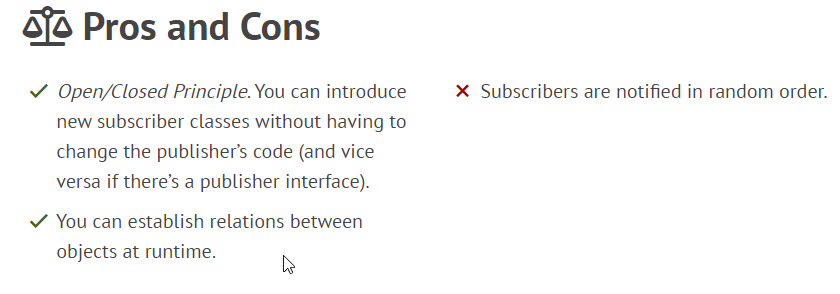 Pros and Cons
Open/Closed Principle. You can introduce
new subscriber classes without having to
change the publisher’s code (and vice
versa if there’s a publisher interface).
You can establish relations between
objects at runtime.
Subscribers are notified in random order.